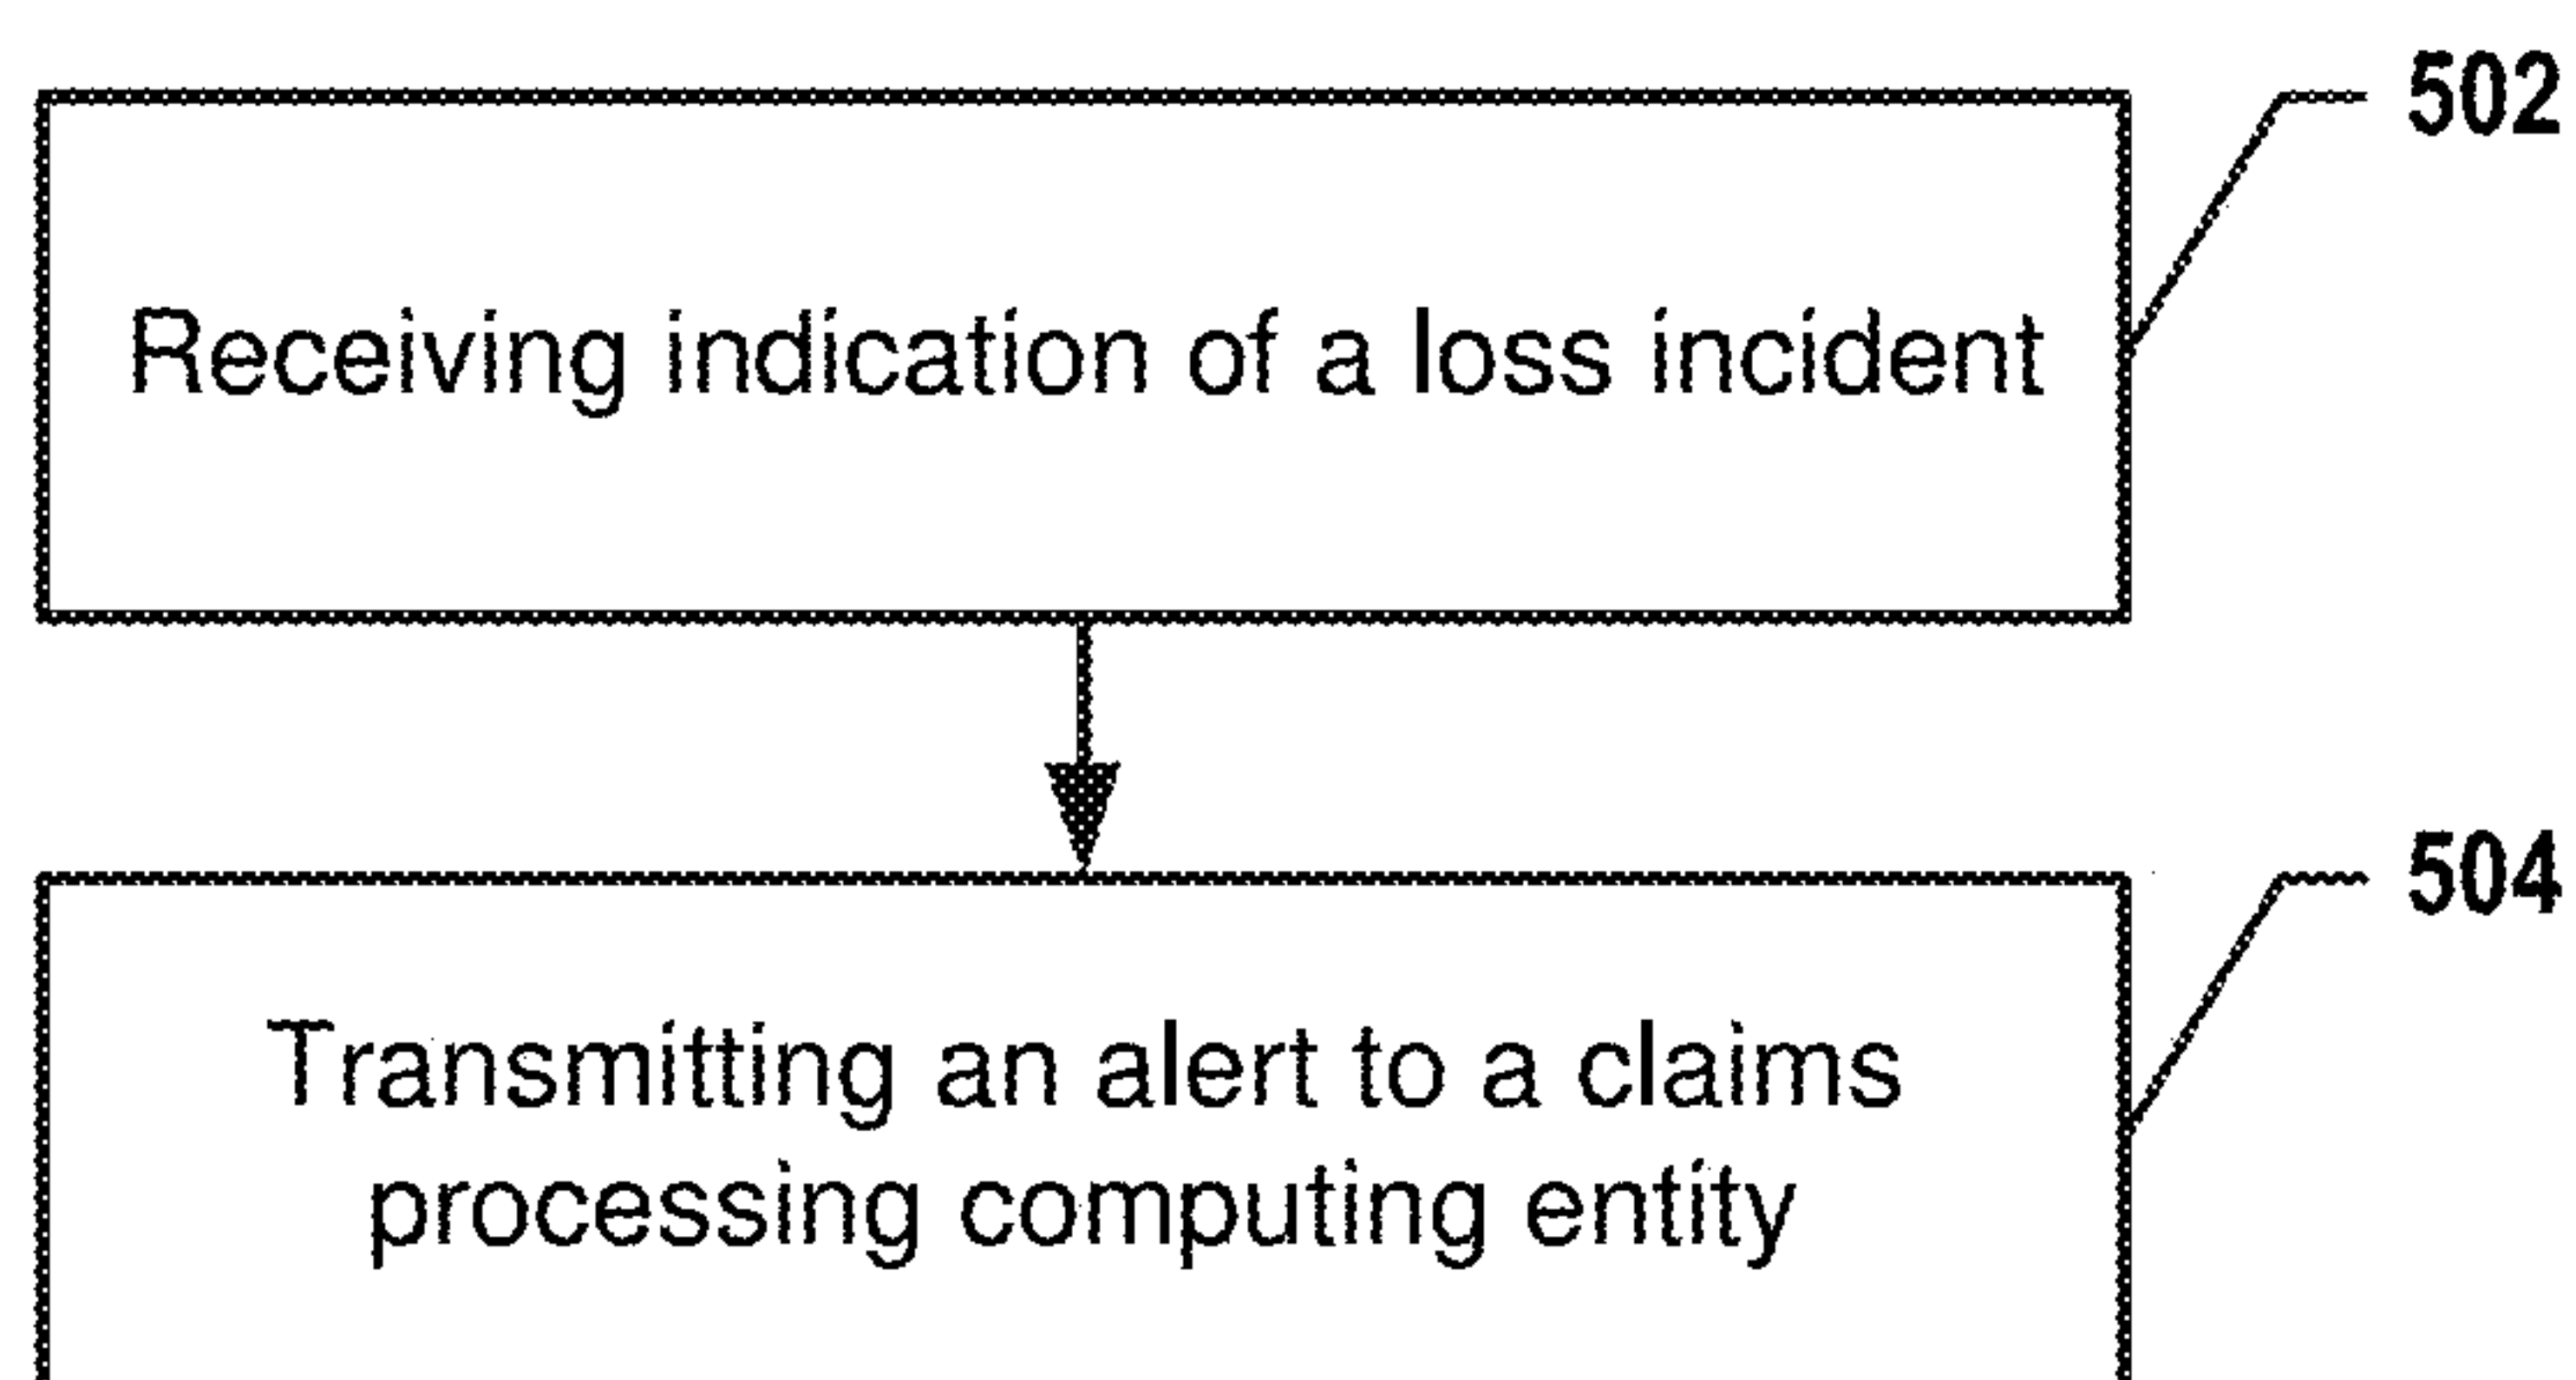 502
Receiving indication of a loss incident
504
Transmitting an alert to a claims
processing computing entity